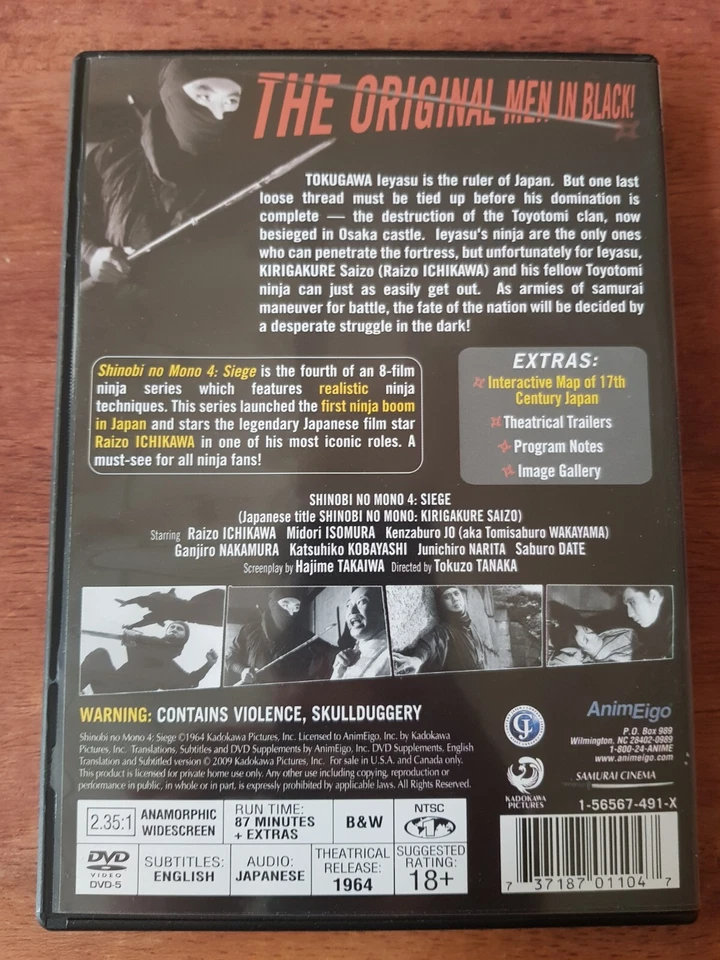 THE ORIGINAL MEN IN BLACK!
TOKUGAWA Ieyasu is the ruler of Japan. But one last
loose thread must be tied up before his domination is
complete — the destruction of the Toyotomi clan, now
besieged in Osaka castle. Ieyasu's ninja are the only ones
who can penetrate the fortress, but unfortunately for Ieyasu,
KIRIGAKURE Saizo (Raizo ICHIKAWA) and his fellow Toyotomi
ninja can just as easily get out. As armies of samurai
maneuver for battle, the fate of the nation will be decided by
a desperate struggle in the dark!
Shinobi no Mono 4: Siege is the fourth of an 8-film
ninja series which features realistic ninja
techniques. This series launched the first ninja boom
in Japan and stars the legendary Japanese film star
Raizo ICHIKAWA in one of his most iconic roles. A
must-see for all ninja fans!
EXTRAS:
Interactive Map of 17th
Century Japan
Theatrical Trailers
Program Notes
Image Gallery
SHINOBI NO MONO 4: SIEGE
(Japanese title SHINOBI NO MONO: KIRIGAKURE SAIZO)
Starring Raizo ICHIKAWA Midori ISOMURA Kenzaburo JO (aka Tomisaburo WAKAYAMA)
Ganjiro NAKAMURA Katsuhiko KOBAYASHI Junichiro NARITA Saburo DATE
Screenplay by Hajime TAKAIWA Directed by Tokuzo TANAKA
WARNING: CONTAINS VIOLENCE, SKULLDUGGERY
Shinobi no Mono 4: Siege ©1964 Kadokawa Pictures, Inc. Licensed to AnimEigo, Inc. by Kadokawa
Pictures, Inc. Translations, Subtitles and DVD Supplements by AnimEigo, Inc. DVD Supplements, English
Translation and Subtitled version © 2009 Kadokawa Pictures, Inc. For sale in U.S.A. and Canada only.
This product is licensed for private home use only. Any other use including copying, reproduction or
performance in public, in whole or in part, is expressly prohibited by applicable laws. All Rights Reserved.
KADOKAWA
PICTURES
AnimEigo
P.O. Box 989
Wilmington, NC 28402-0989
1-800-24-ANIME
www.animeigo.com
SAMURAI CINEMA
1-56567-491-X
2.35:1
ANAMORPHIC
WIDESCREEN
RUN TIME:
87 MINUTES
+ EXTRAS
B&W
NTSC
1
DVD
VIDEO
DVD-5
SUBTITLES:
ENGLISH
AUDIO:
JAPANESE
THEATRICAL
RELEASE:
1964
SUGGESTED
RATING:
18+
7 37187 01104 7